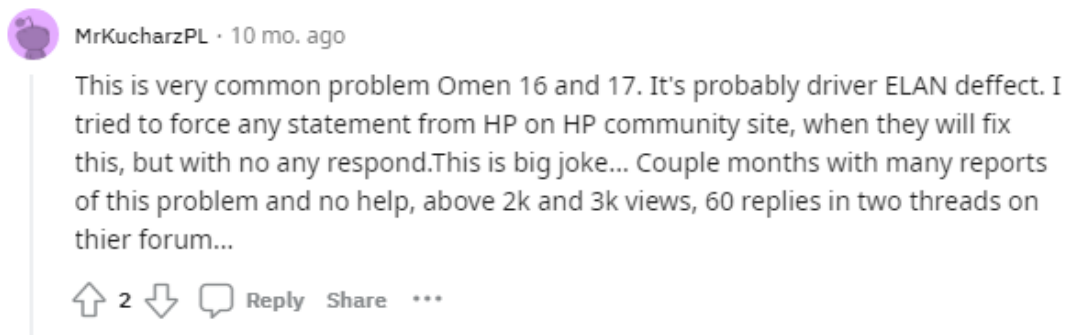 MrKucharzPL · 10 mo. ago
This is very common problem Omen 16 and 17. It's probably driver ELAN deffect. I
tried to force any statement from HP on HP community site, when they will fix
this, but with no any respond.This is big joke... Couple months with many reports
of this problem and no help, above 2k and 3k views, 60 replies in two threads on
thier forum...
2 Reply Share ...